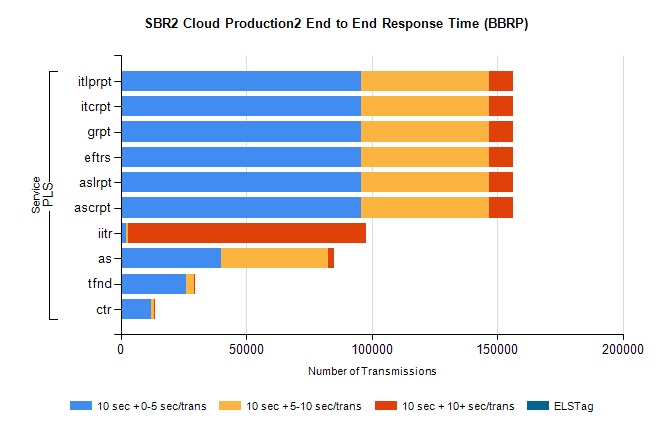 SBR2 Cloud Production2 End to End Response Time (BBRP)
Service
PLS
itlprpt
itcrpt
grpt
eftrs
aslrpt
ascrpt
iitr
as
tfnd
ctr
0 50000 100000 150000 200000
Number of Transmissions
10 sec +0-5 sec/trans 10 sec +5-10 sec/trans 10 sec + 10+ sec/trans ELSTag